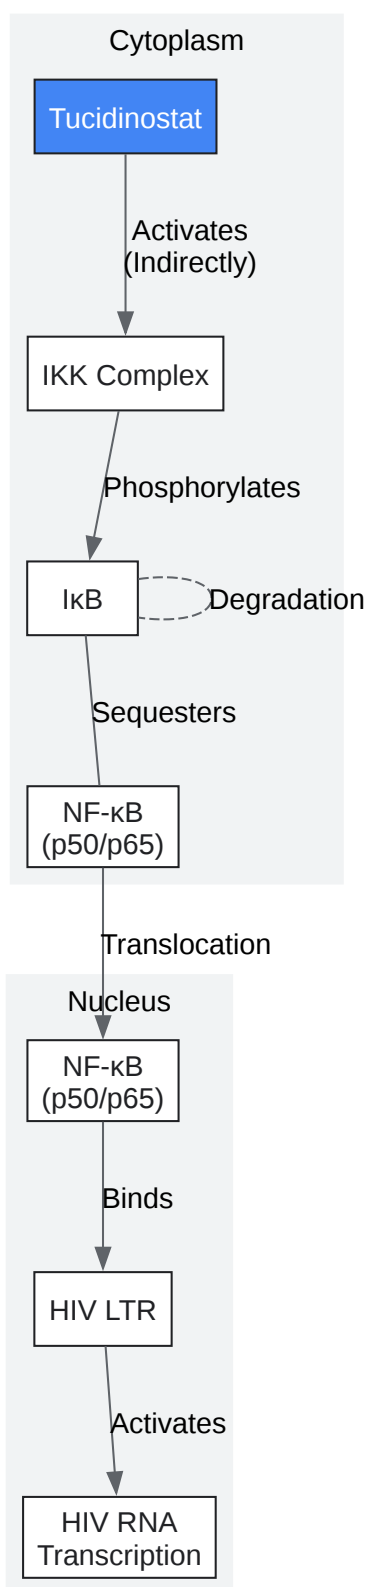 Cytoplasm
Tucidinostat
Activates
(Indirectly)
IKK Complex
Phosphorylates
IκB
Degradation
Sequesters
NF-κB
(p50/p65)
Translocation
Nucleus
NF-κB
(p50/p65)
Binds
HIV LTR
Activates
HIV RNA
Transcription